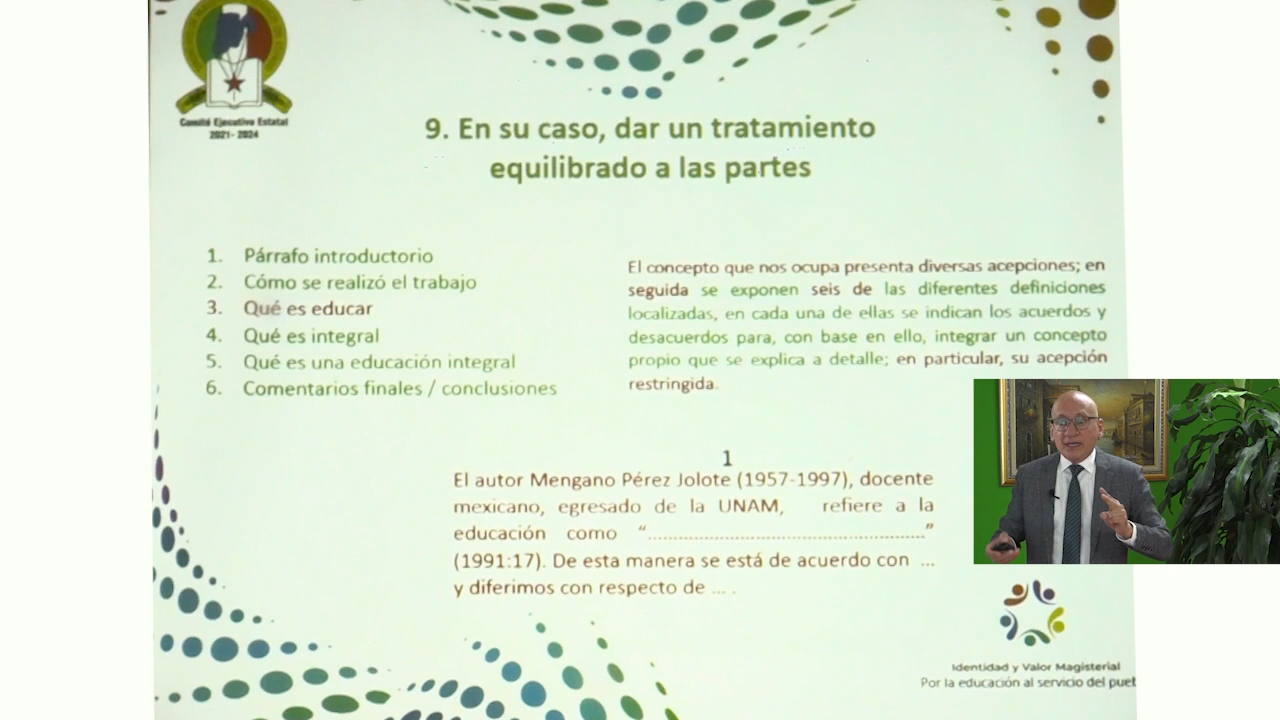 Comité Ejecutivo Estatal
2021-2024
9. En su caso, dar un tratamiento
equilibrado a las partes
1. Párrafo introductorio
2. Cómo se realizó el trabajo
3. Qué es educar
4. Qué es integral
5. Qué es una educación integral
6. Comentarios finales / conclusiones
El concepto que nos ocupa presenta diversas acepciones; en
seguida se exponen seis de las diferentes definiciones
localizadas, en cada una de ellas se indican los acuerdos y
desacuerdos para, con base en ello, integrar un concepto
propio que se explica a detalle; en particular, su acepción
restringida.
1
El autor Mengano Pérez Jolote (1957-1997), docente
mexicano, egresado de la UNAM, refiere a la
educación como “....................................................”
(1991:17). De esta manera se está de acuerdo con ...
y diferimos con respecto de ... .
Identidad y Valor Magisterial
Por la educación al servicio del puebl